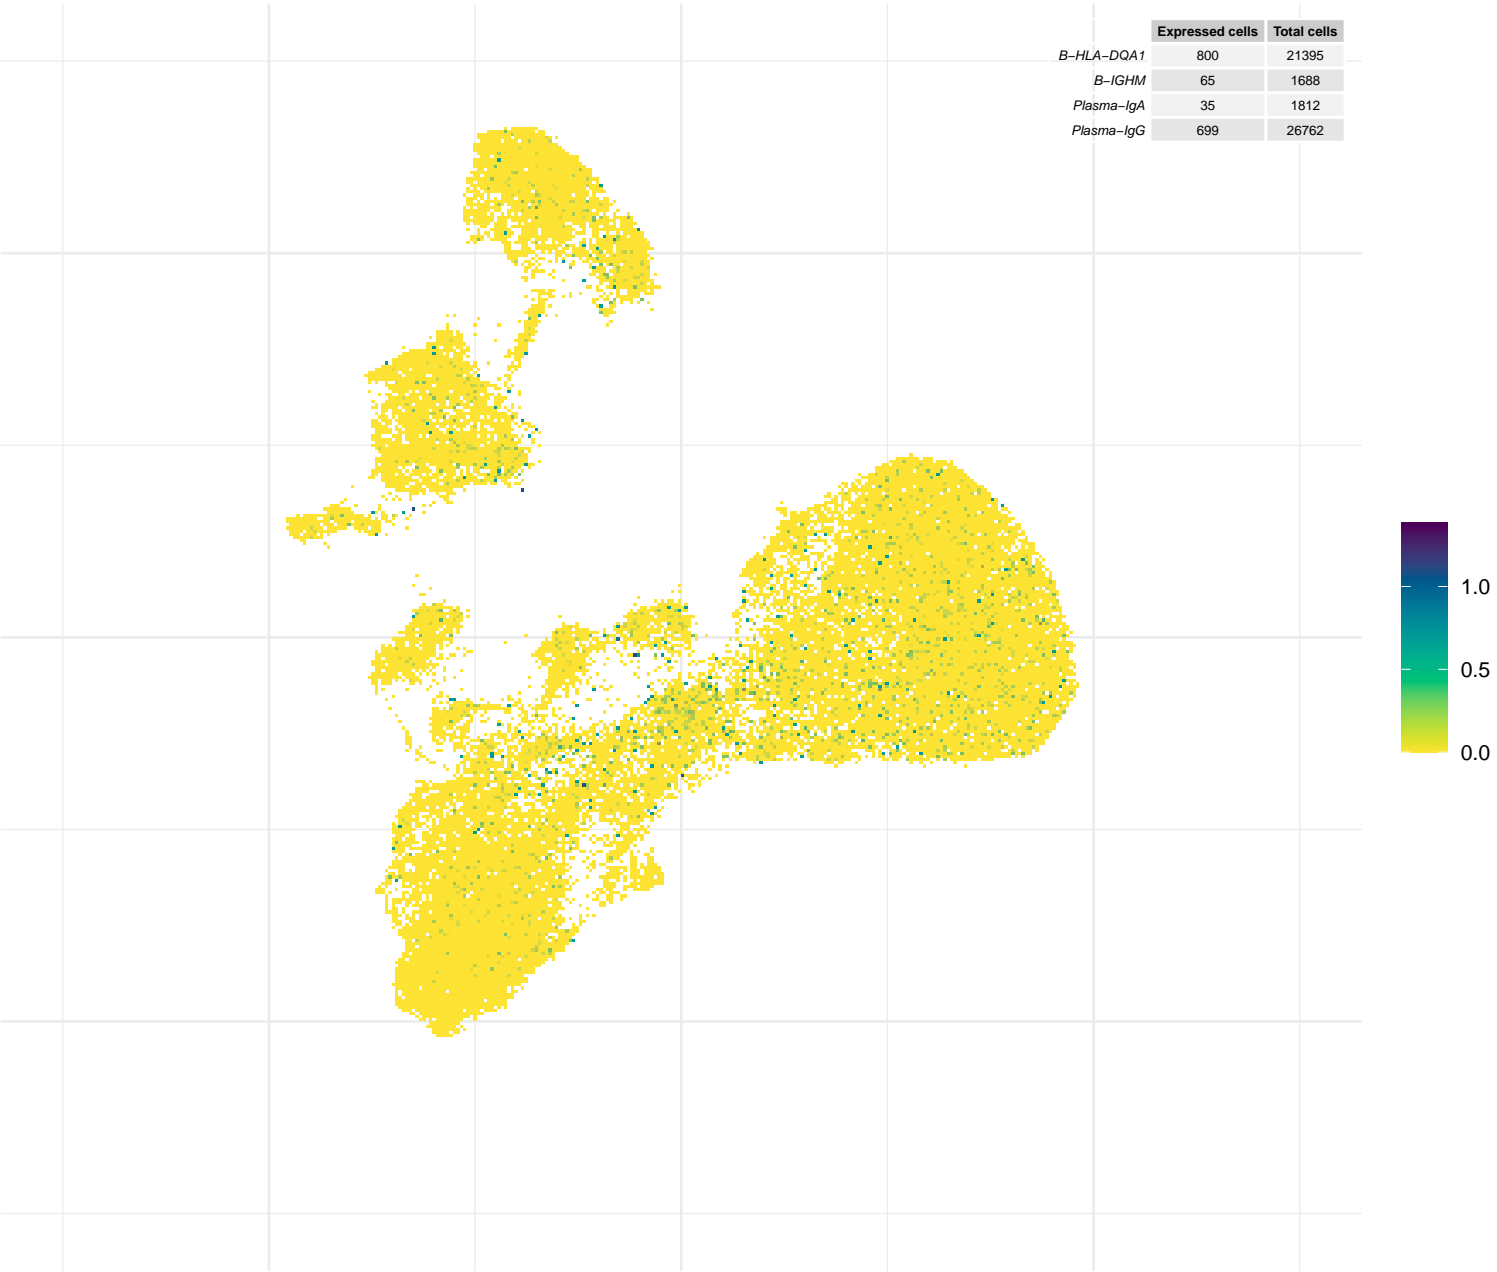 Expressed cells Total cells
B−HLA−DQA1 800 21395
B−IGHM 65 1688
Plasma−IgA 35 1812
Plasma−IgG 699 26762
1.0
0.5
0.0